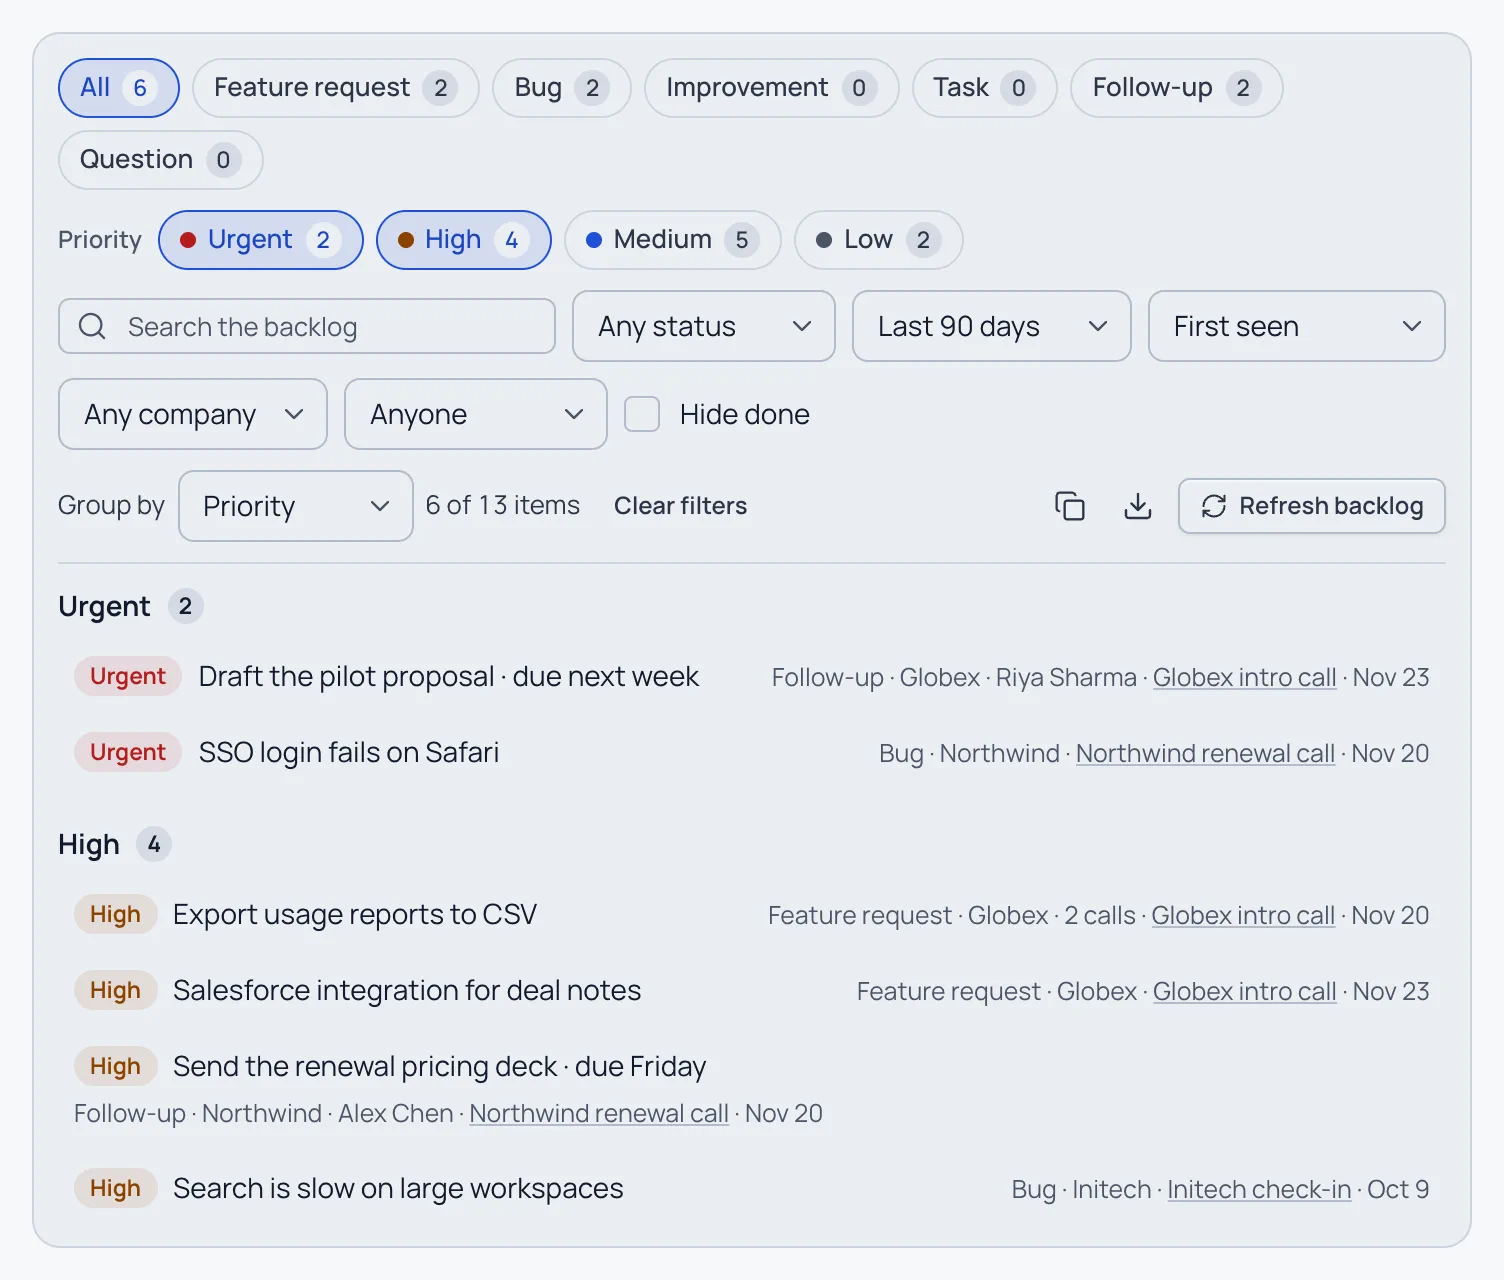 All 6 Feature request 2 Bug 2 Improvement 0 Task 0 Follow-up 2
Question 0
Priority Urgent 2 High 4 Medium 5 Low 2
Search the backlog Any status Last 90 days First seen
Any company Anyone Hide done
Group by Priority 6 of 13 items Clear filters Refresh backlog
Urgent 2
Urgent Draft the pilot proposal · due next week Follow-up · Globex · Riya Sharma · Globex intro call · Nov 23
Urgent SSO login fails on Safari Bug · Northwind · Northwind renewal call · Nov 20
High 4
High Export usage reports to CSV Feature request · Globex · 2 calls · Globex intro call · Nov 20
High Salesforce integration for deal notes Feature request · Globex · Globex intro call · Nov 23
High Send the renewal pricing deck · due Friday
Follow-up · Northwind · Alex Chen · Northwind renewal call · Nov 20
High Search is slow on large workspaces Bug · Initech · Initech check-in · Oct 9